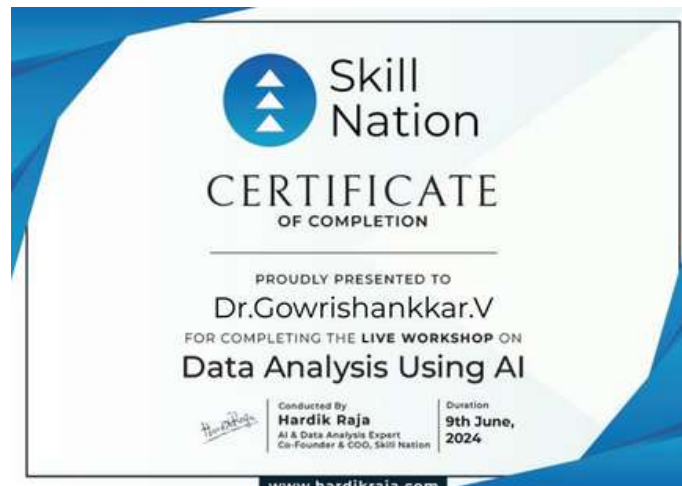 Skill
Nation
CERTIFICATE
OF COMPLETION
PROUDLY PRESENTED TO
Dr.Gowrishankkar.V
FOR COMPLETING THE LIVE WORKSHOP ON
Data Analysis Using AI
Conducted By
Hardik Raja
AI & Data Analysis Expert
Co-Founder & COO, Skill Nation
Duration
9th June,
2024
www.hardikraja.com